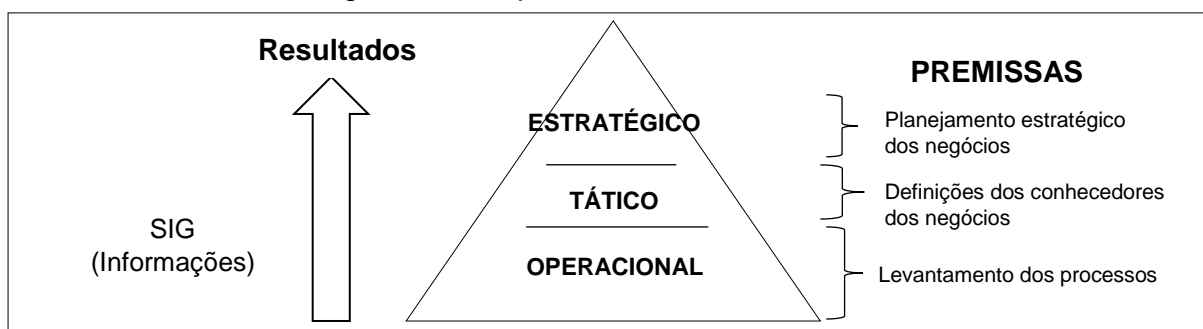 Resultados
PREMISSAS
ESTRATÉGICO
Planejamento estratégico
dos negócios
TÁTICO
Definições dos conhecedores
dos negócios
SIG
(Informações)
OPERACIONAL
Levantamento dos processos